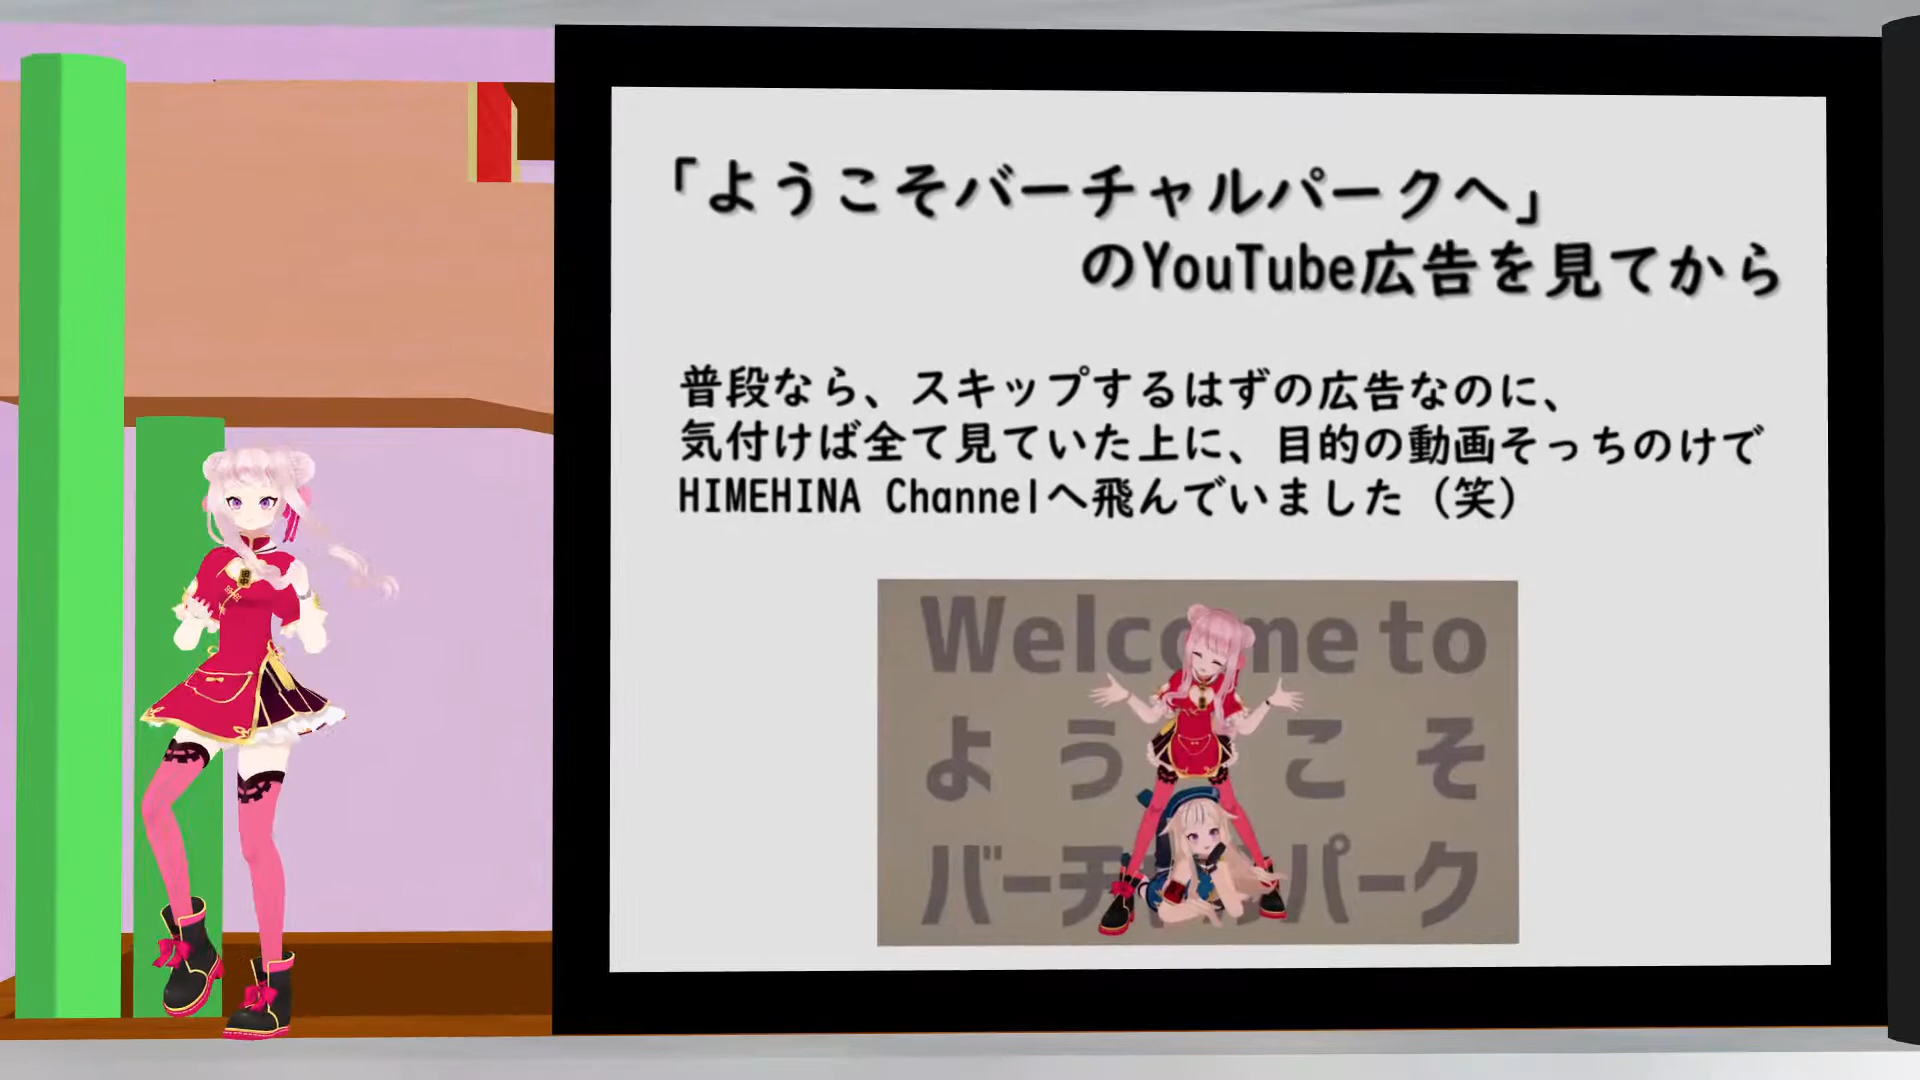 「ようこそバーチャルパークへ」
のYouTube広告を見てから
普段なら、スキップするはずの広告なのに、
気付けば全て見ていた上に、目的の動画そっちのけで
HIMEHINA Channelへ飛んでいました（笑）
Welcome to
ようこそ
バーチャルパーク
田中